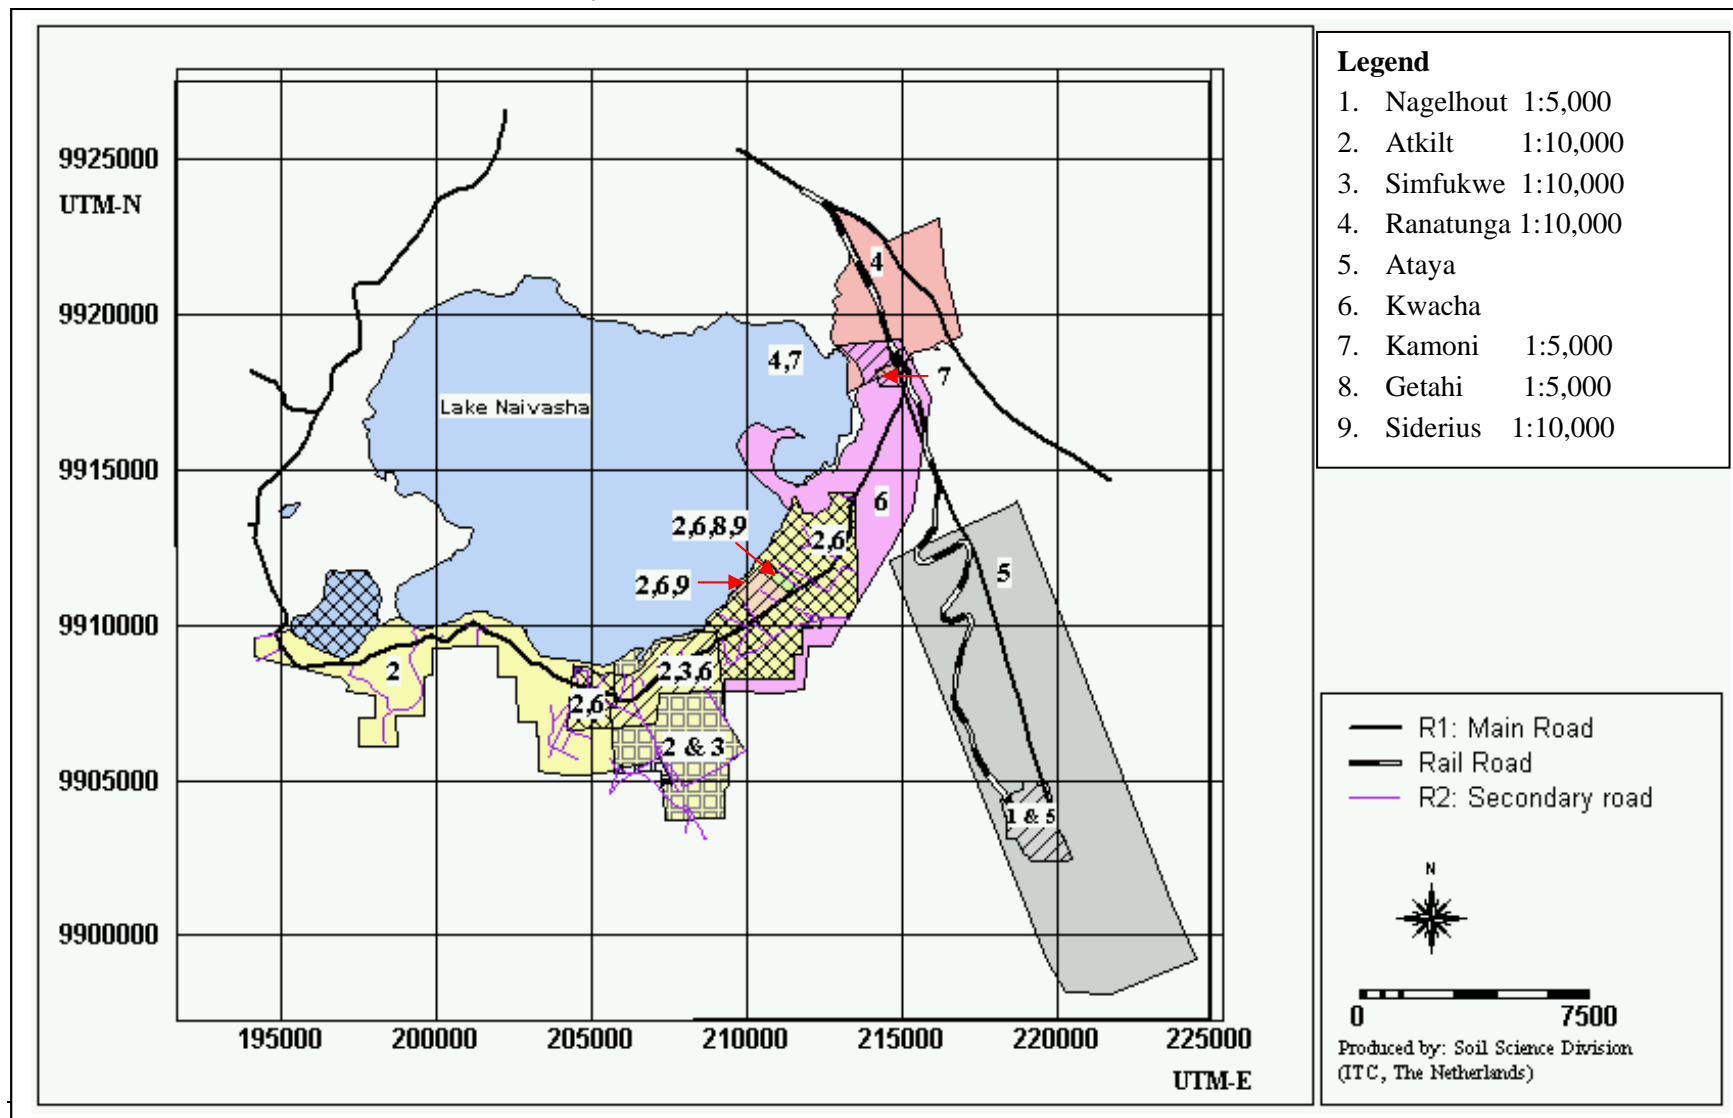 Legend
1. Nagelhout 1:5,000
2. Atkilt 1:10,000
3. Simfukwe 1:10,000
4. Ranatunga 1:10,000
5. Ataya
6. Kwacha
7. Kamoni 1:5,000
8. Getahi 1:5,000
9. Siderius 1:10,000
9925000
UTM-N
9920000
9915000
9910000
9905000
9900000
4
4,7
7
Lake Naivasha
6
2,6,8,9
2,6
2,6,9
5
2
2,3,6
2,6
2 & 3
1 & 5
195000 200000 205000 210000 215000 220000 225000
UTM-E
R1: Main Road
Rail Road
R2: Secondary road
N
0 7500
Produced by: Soil Science Division
(ITC, The Netherlands)